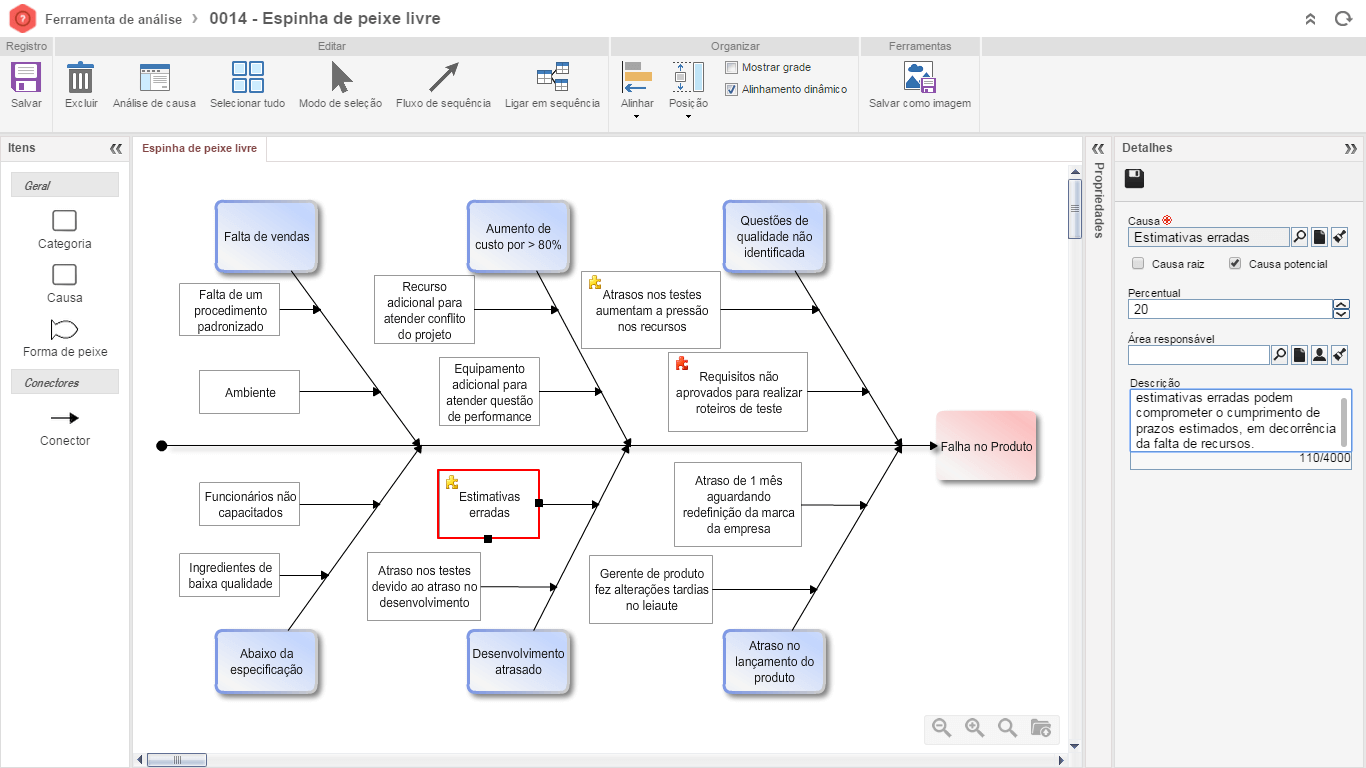 Ferramenta de análise › 0014 - Espinha de peixe livre
Registro
Editar
Organizar
Ferramentas
Salvar
Excluir
Análise de causa
Selecionar tudo
Modo de seleção
Fluxo de sequência
Ligar em sequência
Alinhar
Posição
Mostrar grade
Alinhamento dinâmico
Salvar como imagem
Itens
Geral
Categoria
Causa
Forma de peixe
Conectores
Conector
Espinha de peixe livre
Falta de vendas
Aumento de
custo por > 80%
Questões de
qualidade não
identificada
Falta de um
procedimento
padronizado
Recurso
adicional para
atender conflito
do projeto
Atrasos nos testes
aumentam a pressão
nos recursos
Ambiente
Equipamento
adicional para
atender questão
de perfomance
Requisitos não
aprovados para realizar
roteiros de teste
Falha no Produto
Funcionários não
capacitados
Estimativas
erradas
Atraso de 1 mês
aguardando
redefinição da marca
da empresa
Ingredientes de
baixa qualidade
Atraso nos testes
devido ao atraso no
desenvolvimento
Gerente de produto
fez alterações tardias
no leiaute
Abaixo da
especificação
Desenvolvimento
atrasado
Atraso no
lançamento do
produto
Propriedades
Detalhes
Causa
Estimativas erradas
Causa raiz
Causa potencial
Percentual
20
Área responsável
Descrição
estimativas erradas podem
comprometer o cumprimento de
prazos estimados, em decorrência
da falta de recursos.
110/4000